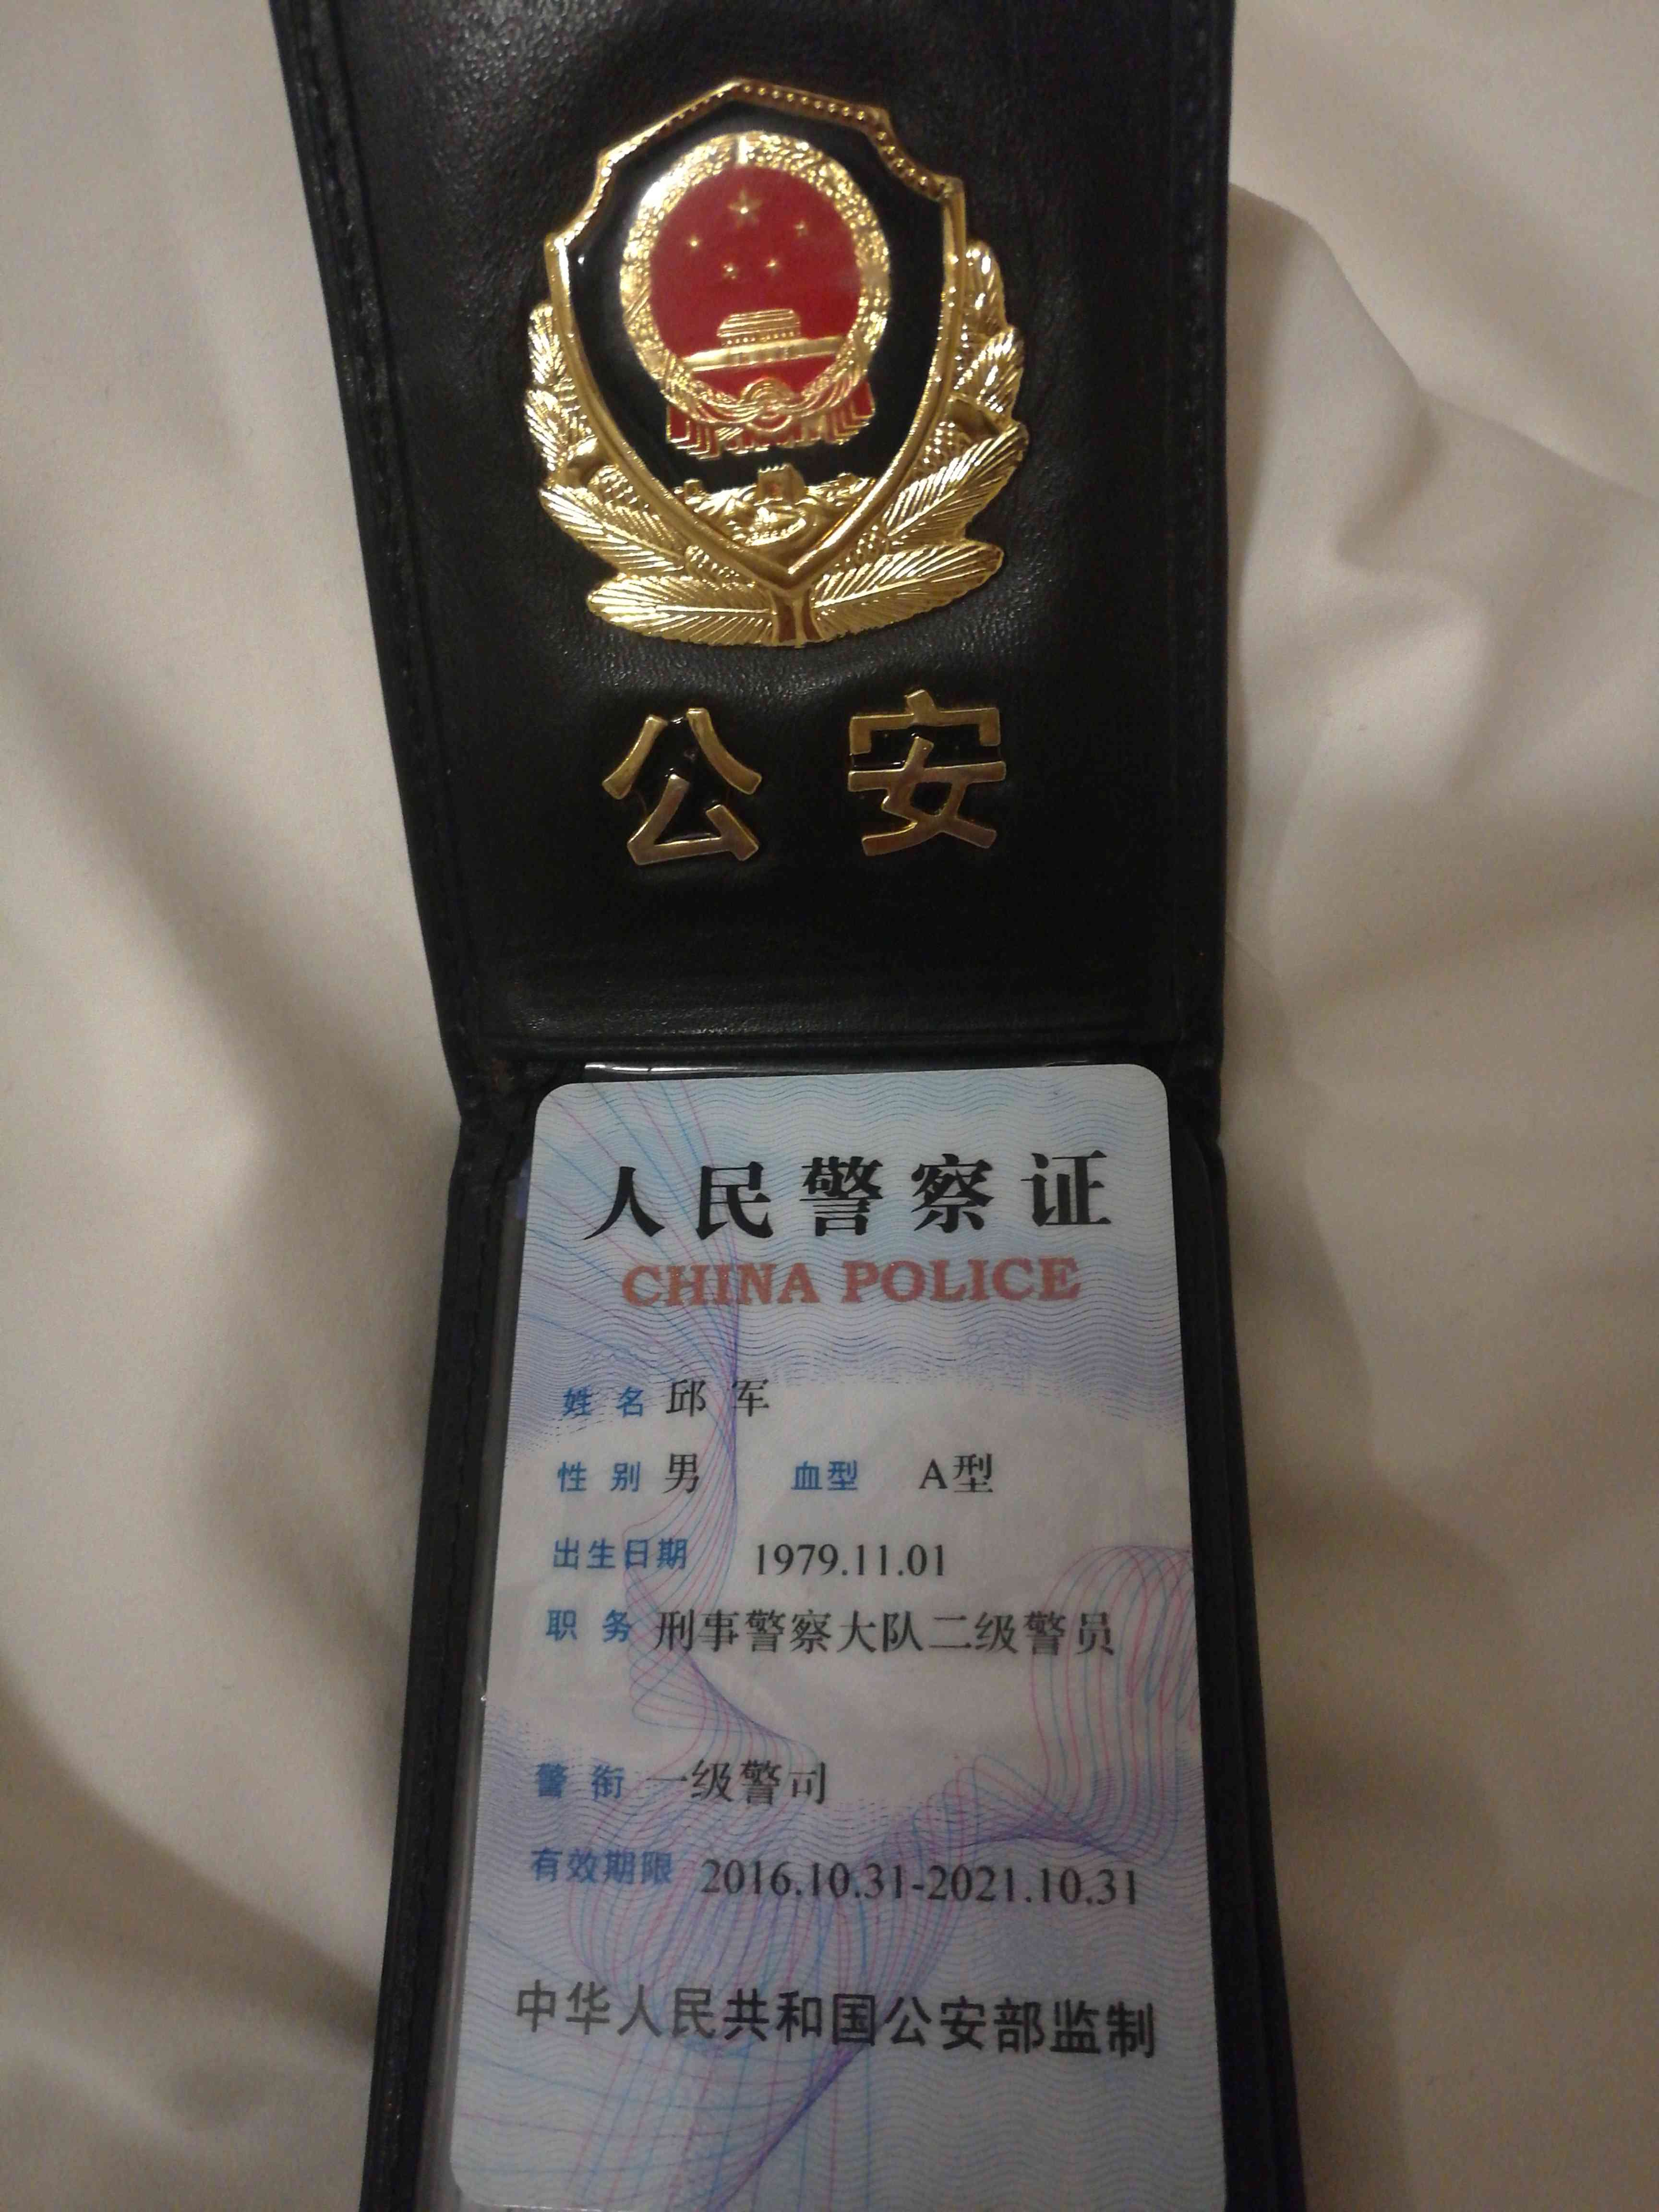 公安
人民警察证
CHINA POLICE
姓名 邱军
性别 男 血型 A型
出生日期 1979.11.01
职务 刑事警察大队二级警员
警衔 一级警司
有效期限 2016.10.31-2021.10.31
中华人民共和国公安部监制